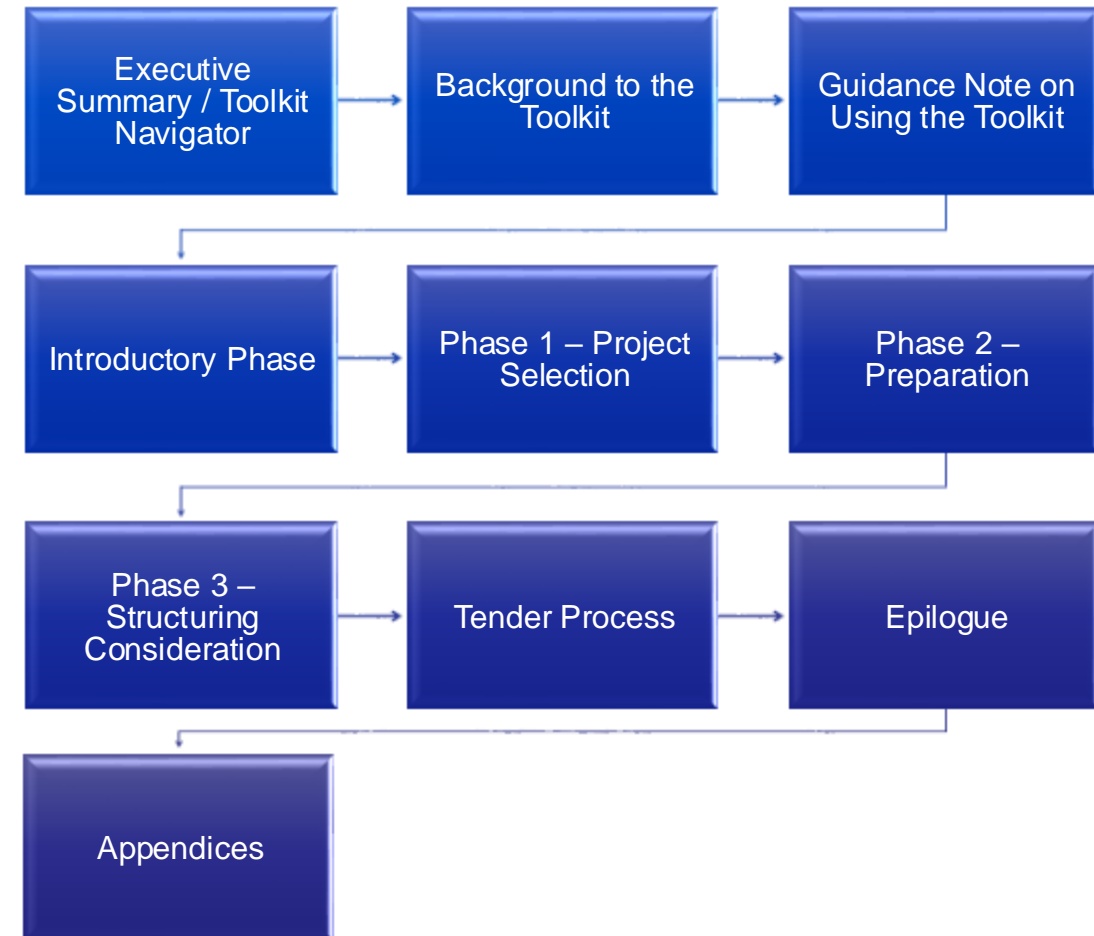 Executive
Summary / Toolkit
Navigator
Background to the
Toolkit
Guidance Note on
Using the Toolkit
Introductory Phase
Phase 1 – Project
Selection
Phase 2 –
Preparation
Phase 3 –
Structuring
Consideration
Tender Process
Epilogue
Appendices